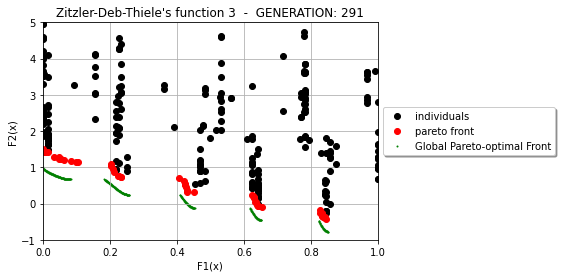 Zitzler-Deb-Thiele's function 3 - GENERATION: 291
5
4
3
2
1
0
−1
F2(x)
0.0 0.2 0.4 0.6 0.8 1.0
F1(x)
individuals
pareto front
Global Pareto-optimal Front